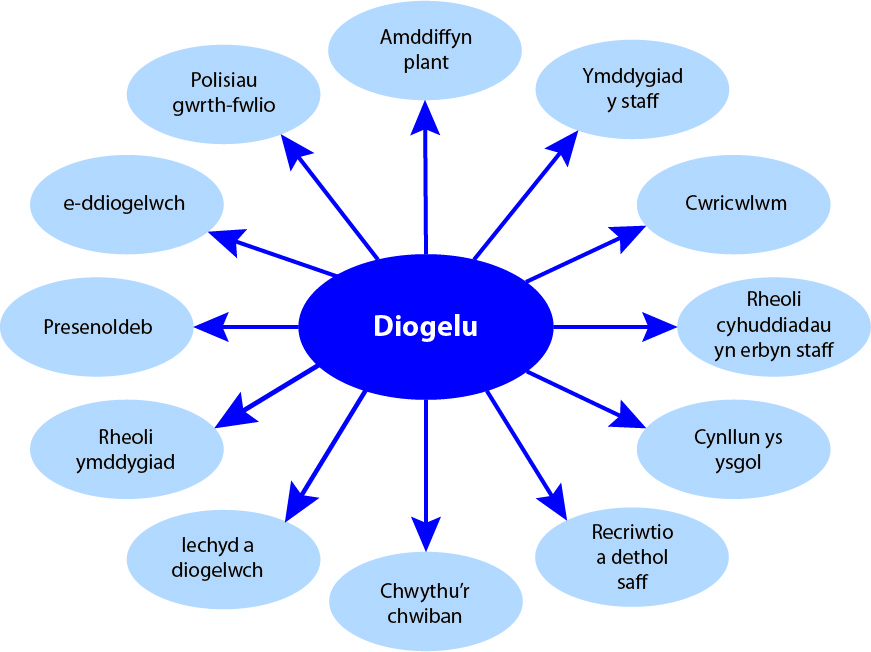 Amddiffyn
plant
Ymddygiad
y staff
Cwricwlwm
Rheoli
cyhuddiadau
yn erbyn staff
Cynllun ys
ysgol
Recriwtio
a dethol
saff
Chwythu’r
chwiban
Iechyd a
diogelwch
Rheoli
ymddygiad
Presenoldeb
e-ddiogelwch
Polisiau
gwrth-fwlio
Diogelu